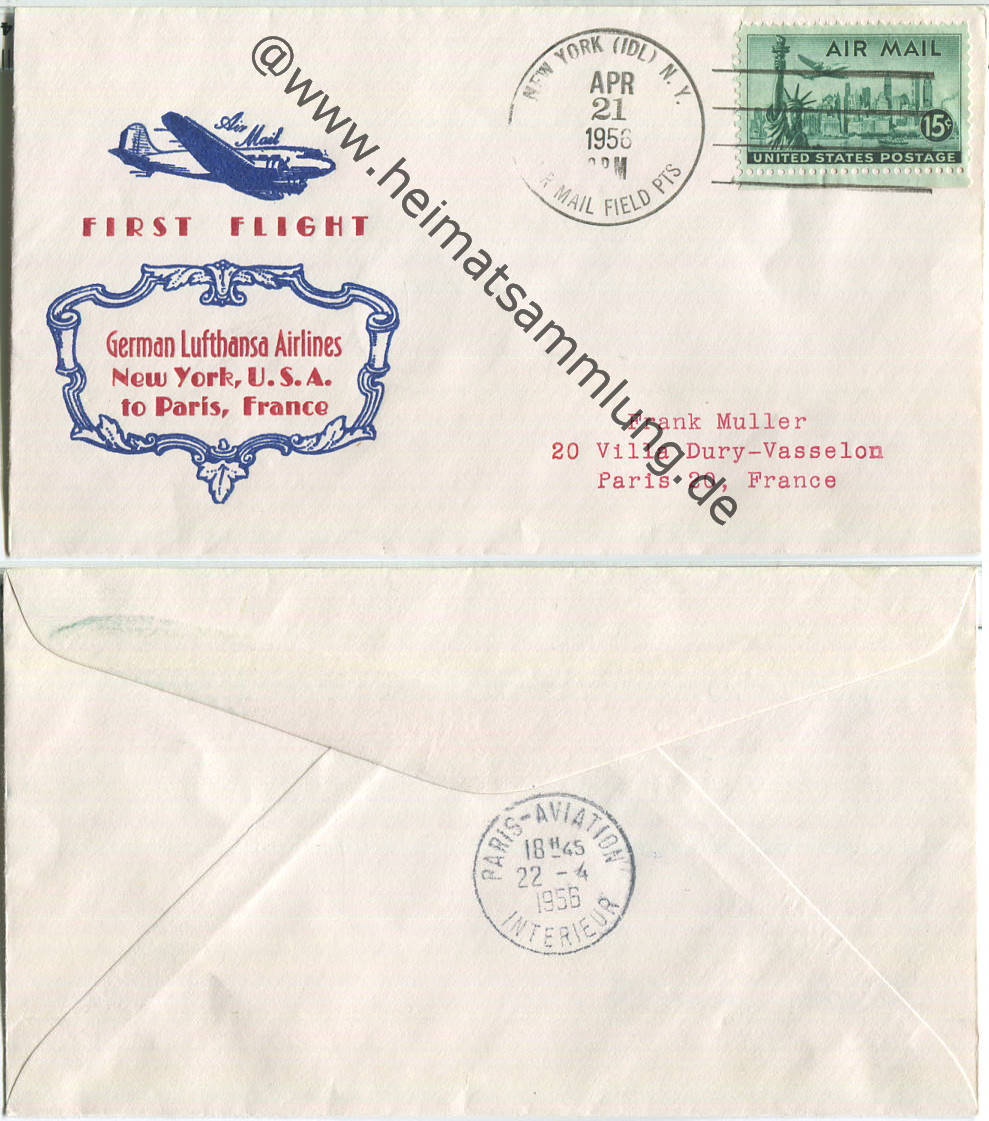 @www.heimatsammlung.de
NEW YORK (IDL) N. Y.
APR
21
1956
MAIL FIELD PTS
AIR MAIL
15¢
UNITED STATES POSTAGE
Air
Mail
FIRST FLIGHT
German Lufthansa Airlines
New York, U.S.A.
to Paris, France
Frank Muller
20 Villa Dury-Vasselon
Paris 20, France
PARIS-AVIATION
18H45
22 - 4
1956
INTERIEUR